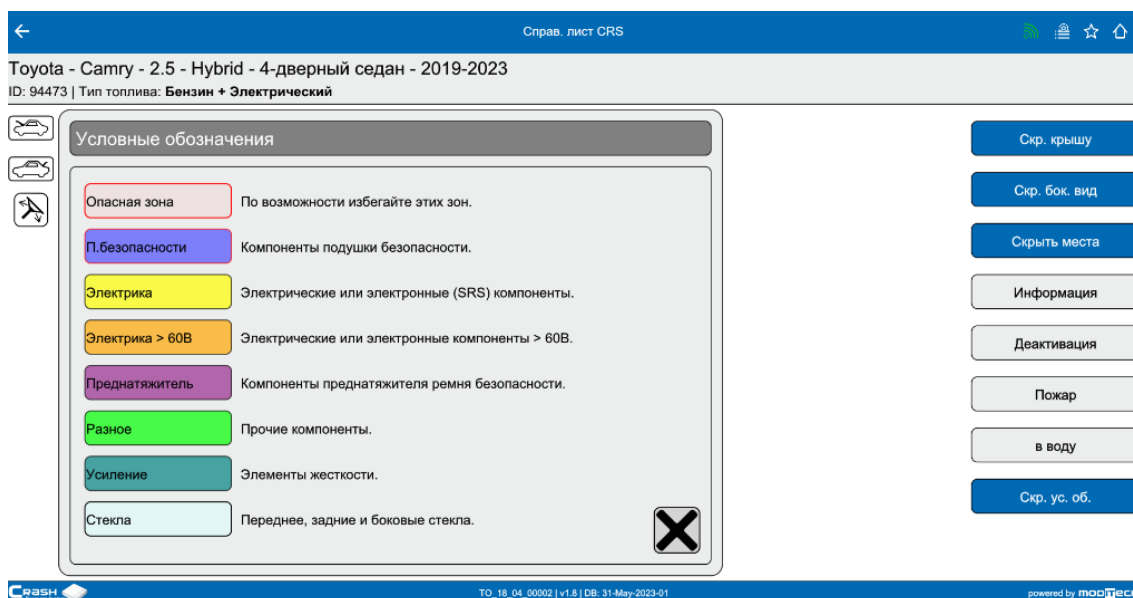 Справ. лист CRS
Toyota - Camry - 2.5 - Hybrid - 4-дверный седан - 2019-2023
ID: 94473 | Тип топлива: Бензин + Электрический
Условные обозначения
Опасная зона По возможности избегайте этих зон.
П.безопасности Компоненты подушки безопасности.
Электрика Электрические или электронные (SRS) компоненты.
Электрика > 60В Электрические или электронные компоненты > 60В.
Преднатяжитель Компоненты преднатяжителя ремня безопасности.
Разное Прочие компоненты.
Усиление Элементы жесткости.
Стекла Переднее, задние и боковые стекла.
Скр. крышу
Скр. бок. вид
Скрыть места
Информация
Деактивация
Пожар
в воду
Скр. ус. об.
CRASH
TO_18_04_00002 | v1.8 | DB: 31-May-2023-01
powered by MODITECH